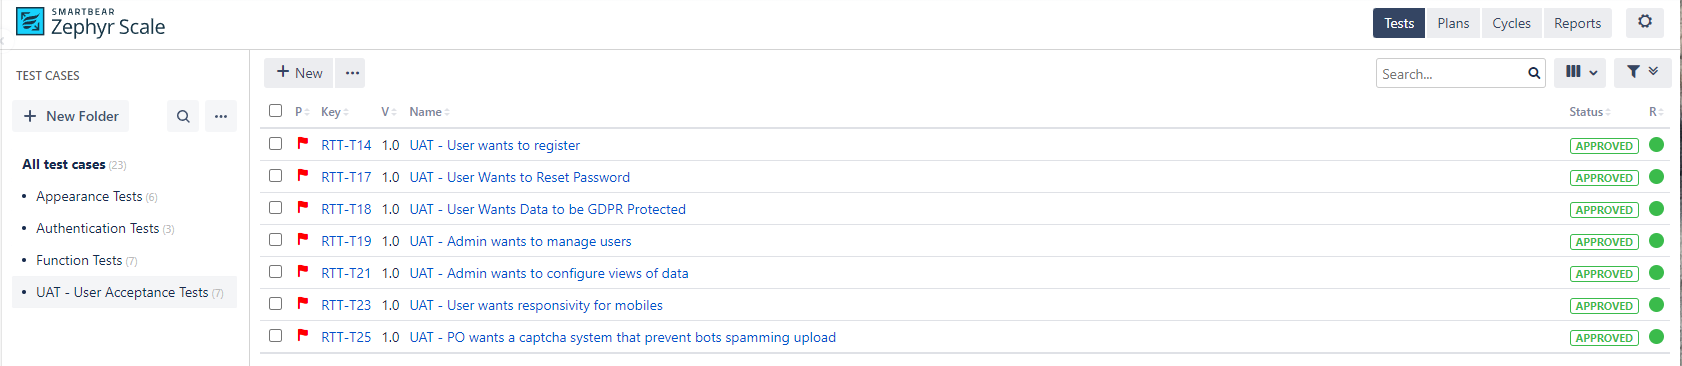 SMARTBEAR
Zephyr Scale
Tests Plans Cycles Reports
TEST CASES
+ New Folder ...
All test cases (23)
• Appearance Tests (6)
• Authentication Tests (3)
• Function Tests (7)
• UAT - User Acceptance Tests (7)
+ New ...
Search...
P Key V Name Status R
RTT-T14 1.0 UAT - User wants to register APPROVED
RTT-T17 1.0 UAT - User Wants to Reset Password APPROVED
RTT-T18 1.0 UAT - User Wants Data to be GDPR Protected APPROVED
RTT-T19 1.0 UAT - Admin wants to manage users APPROVED
RTT-T21 1.0 UAT - Admin wants to configure views of data APPROVED
RTT-T23 1.0 UAT - User wants responsivity for mobiles APPROVED
RTT-T25 1.0 UAT - PO wants a captcha system that prevent bots spamming upload APPROVED